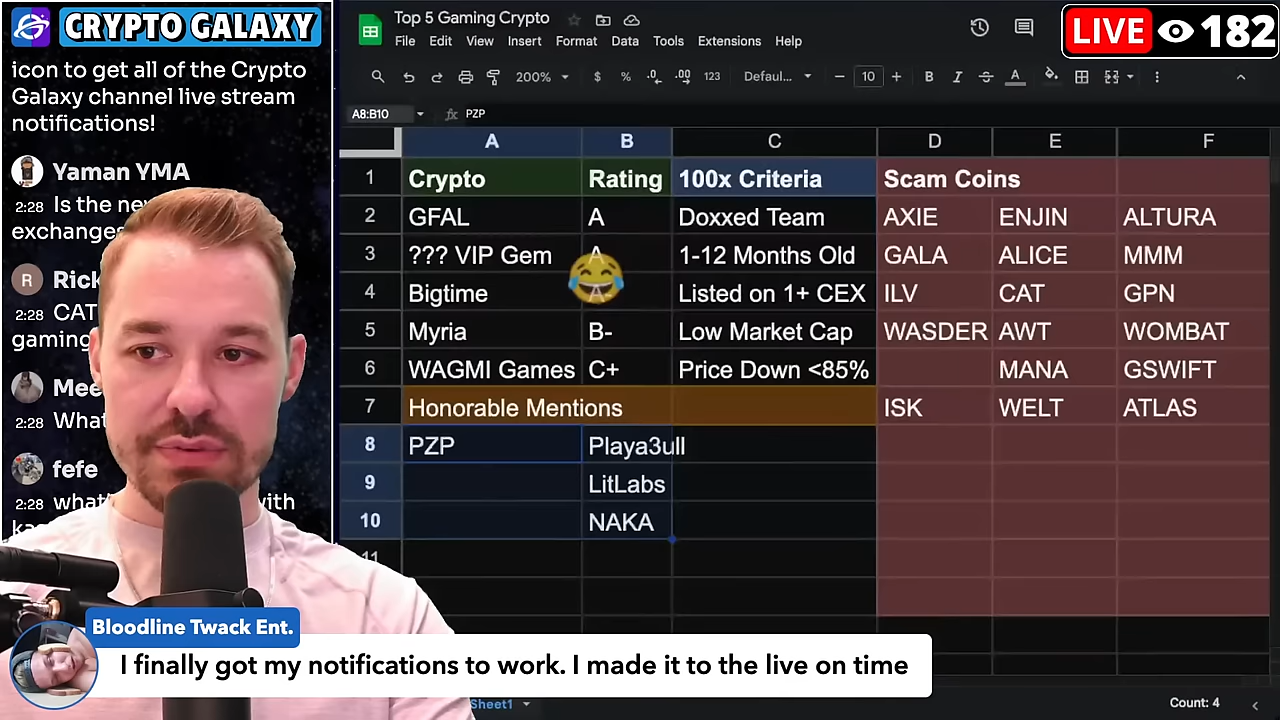 CRYPTO GALAXY
icon to get all of the Crypto
Galaxy channel live stream
notifications!
Yaman YMA
2:28 Is the
exchanges
R Rick
2:28 CAT
gaming
Mee
2:28 What
fefe
2:28 what's with
Top 5 Gaming Crypto
File Edit View Insert Format Data Tools Extensions Help
LIVE 182
200% $ % .0 .00 123 Defaul... 10 B I S A
A8:B10 fx PZP
A B C D E F
1 Crypto Rating 100x Criteria Scam Coins
2 GFAL A Doxxed Team AXIE ENJIN ALTURA
3 ??? VIP Gem A 1-12 Months Old GALA ALICE MMM
4 Bigtime A- Listed on 1+ CEX ILV CAT GPN
5 Myria B- Low Market Cap WASDER AWT WOMBAT
6 WAGMI Games C+ Price Down <85% MANA GSWIFT
7 Honorable Mentions ISK WELT ATLAS
8 PZP Playa3ull
9 LitLabs
10 NAKA
11
Bloodline Twack Ent.
I finally got my notifications to work. I made it to the live on time
Sheet1 Count: 4